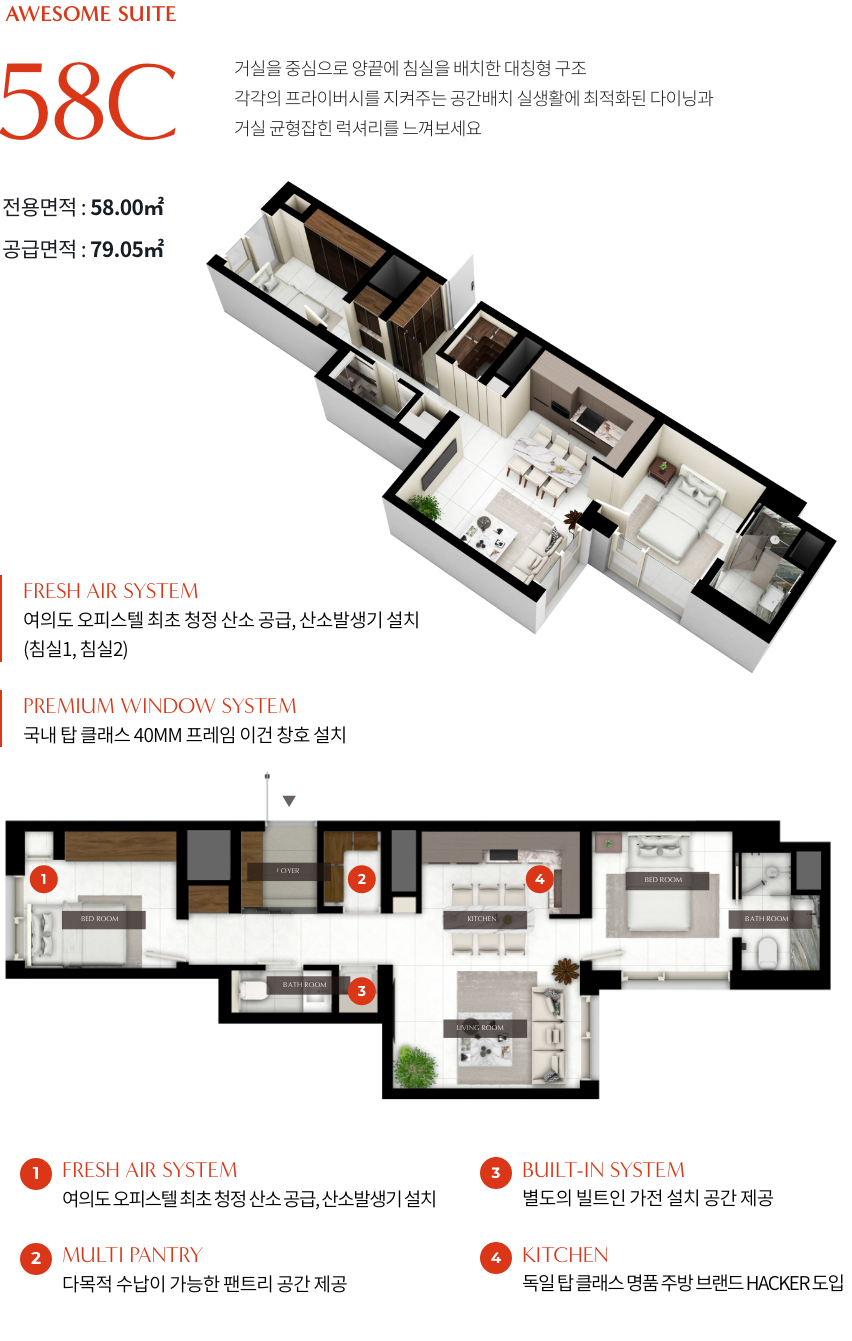 AWESOME SUITE
58C
거실을 중심으로 양끝에 침실을 배치한 대칭형 구조
각각의 프라이버시를 지켜주는 공간배치 실생활에 최적화된 다이닝과
거실 균형잡힌 럭셔리를 느껴보세요
전용면적 : 58.00㎡
공급면적 : 79.05㎡
FRESH AIR SYSTEM
여의도 오피스텔 최초 청정 산소 공급, 산소발생기 설치
(침실1, 침실2)
PREMIUM WINDOW SYSTEM
국내 탑 클래스 40MM 프레임 이건 창호 설치
FOYER
1
2
4
BED ROOM
BED ROOM
KITCHEN
BATH ROOM
BATH ROOM
3
LIVING ROOM
1 FRESH AIR SYSTEM
여의도 오피스텔 최초 청정 산소 공급, 산소발생기 설치
2 MULTI PANTRY
다목적 수납이 가능한 팬트리 공간 제공
3 BUILT-IN SYSTEM
별도의 빌트인 가전 설치 공간 제공
4 KITCHEN
독일 탑 클래스 명품 주방 브랜드 HACKER 도입